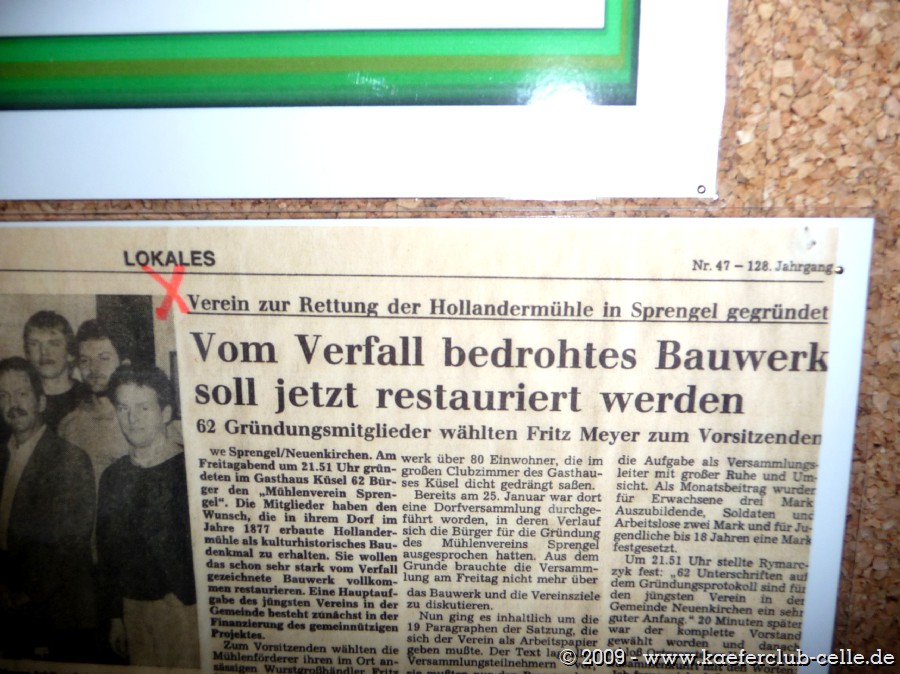 LOKALES
Nr. 47 – 128. Jahrgang
Verein zur Rettung der Hollandermühle in Sprengel gegründet
Vom Verfall bedrohtes Bauwerk
soll jetzt restauriert werden
62 Gründungsmitglieder wählten Fritz Meyer zum Vorsitzenden
we Sprengel/Neuenkirchen. Am
Freitagabend um 21.51 Uhr grün-
deten im Gasthaus Küsel 62 Bür-
ger den „Mühlenverein Spren-
gel". Die Mitglieder haben den
Wunsch, die in ihrem Dorf im
Jahre 1877 erbaute Hollander-
mühle als kulturhistorisches Bau-
denkmal zu erhalten. Sie wollen
das schon sehr stark vom Verfall
gezeichnete Bauwerk vollkom-
men restaurieren. Eine Hauptauf-
gabe des jüngsten Vereins in der
Gemeinde besteht zunächst in der
Finanzierung des gemeinnützigen
Projektes.
Zum Vorsitzenden wählten die
Mühlenförderer ihren im Ort an-
sässigen Wurstgroßhändler Fritz
werk über 80 Einwohner, die im
großen Clubzimmer des Gasthau-
ses Küsel dicht gedrängt saßen.
Bereits am 25. Januar war dort
eine Dorfversammlung durchge-
führt worden, in deren Verlauf
sich die Bürger für die Gründung
des Mühlenvereins Sprengel
ausgesprochen hatten. Aus dem
Grunde brauchte die Versamm-
lung am Freitag nicht mehr über
das Bauwerk und die Vereinsziele
zu diskutieren.
Nun ging es inhaltlich um die
19 Paragraphen der Satzung, die
sich der Verein als Arbeitspapier
geben mußte. Der Text lag
Versammlungsteilnehmern vor
die Aufgabe als Versammlungs-
leiter mit großer Ruhe und Um-
sicht. Als Monatsbeitrag wurden
für Erwachsene drei Mark
Auszubildende, Soldaten und
Arbeitslose zwei Mark und für Ju-
gendliche bis 18 Jahren eine Mark
festgesetzt.
Um 21.51 Uhr stellte Rymarc-
zyk fest: „62 Unterschriften auf
dem Gründungsprotokoll sind für
den jüngsten Verein in der
Gemeinde Neuenkirchen ein sehr
guter Anfang." 20 Minuten später
war der komplette Vorstand
gewählt worden und
© 2009 - www.kaeferclub-celle.de